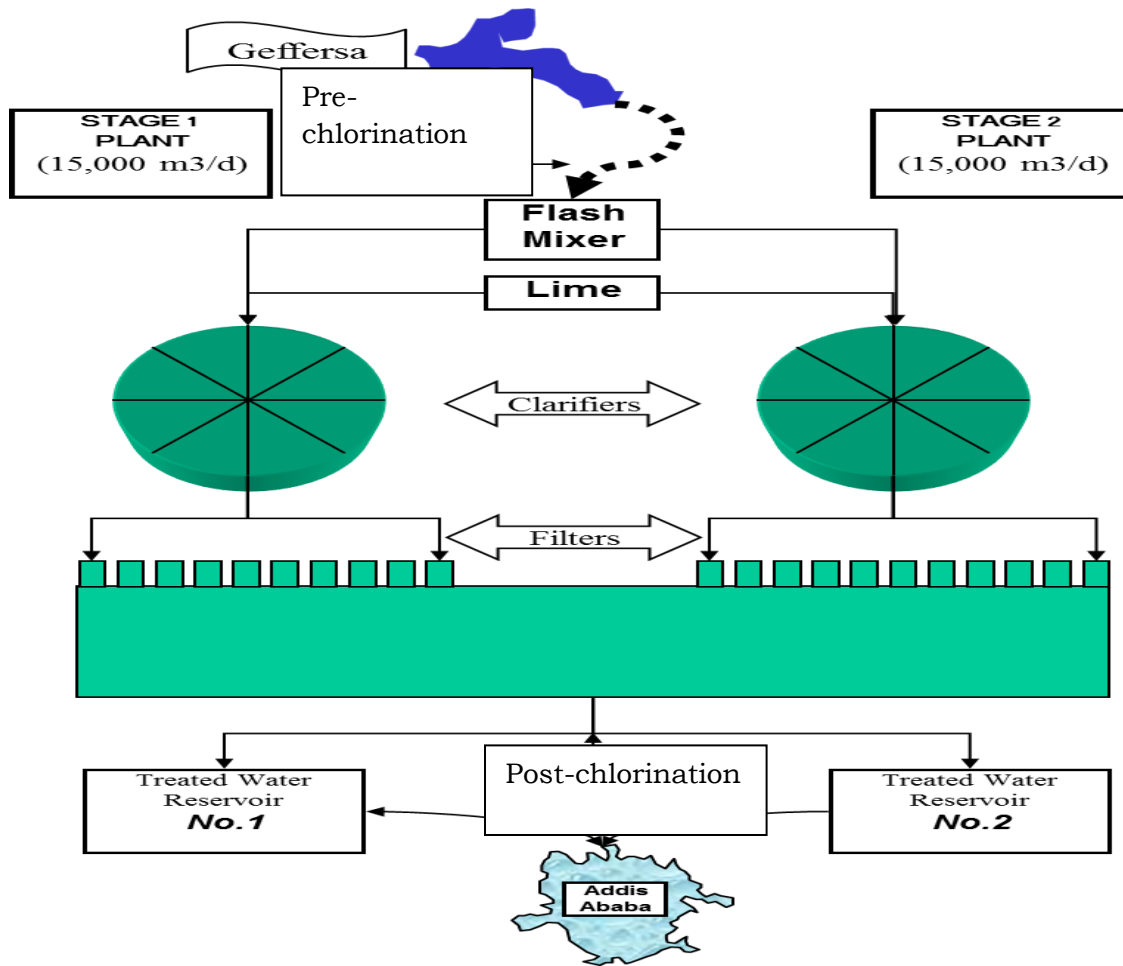 Geffersa
Pre-
chlorination
STAGE 1
PLANT
(15,000 m3/d)
STAGE 2
PLANT
(15,000 m3/d)
Flash
Mixer
Lime
Clarifiers
Filters
Treated Water
Reservoir
No.1
Post-chlorination
Treated Water
Reservoir
No.2
Addis
Ababa